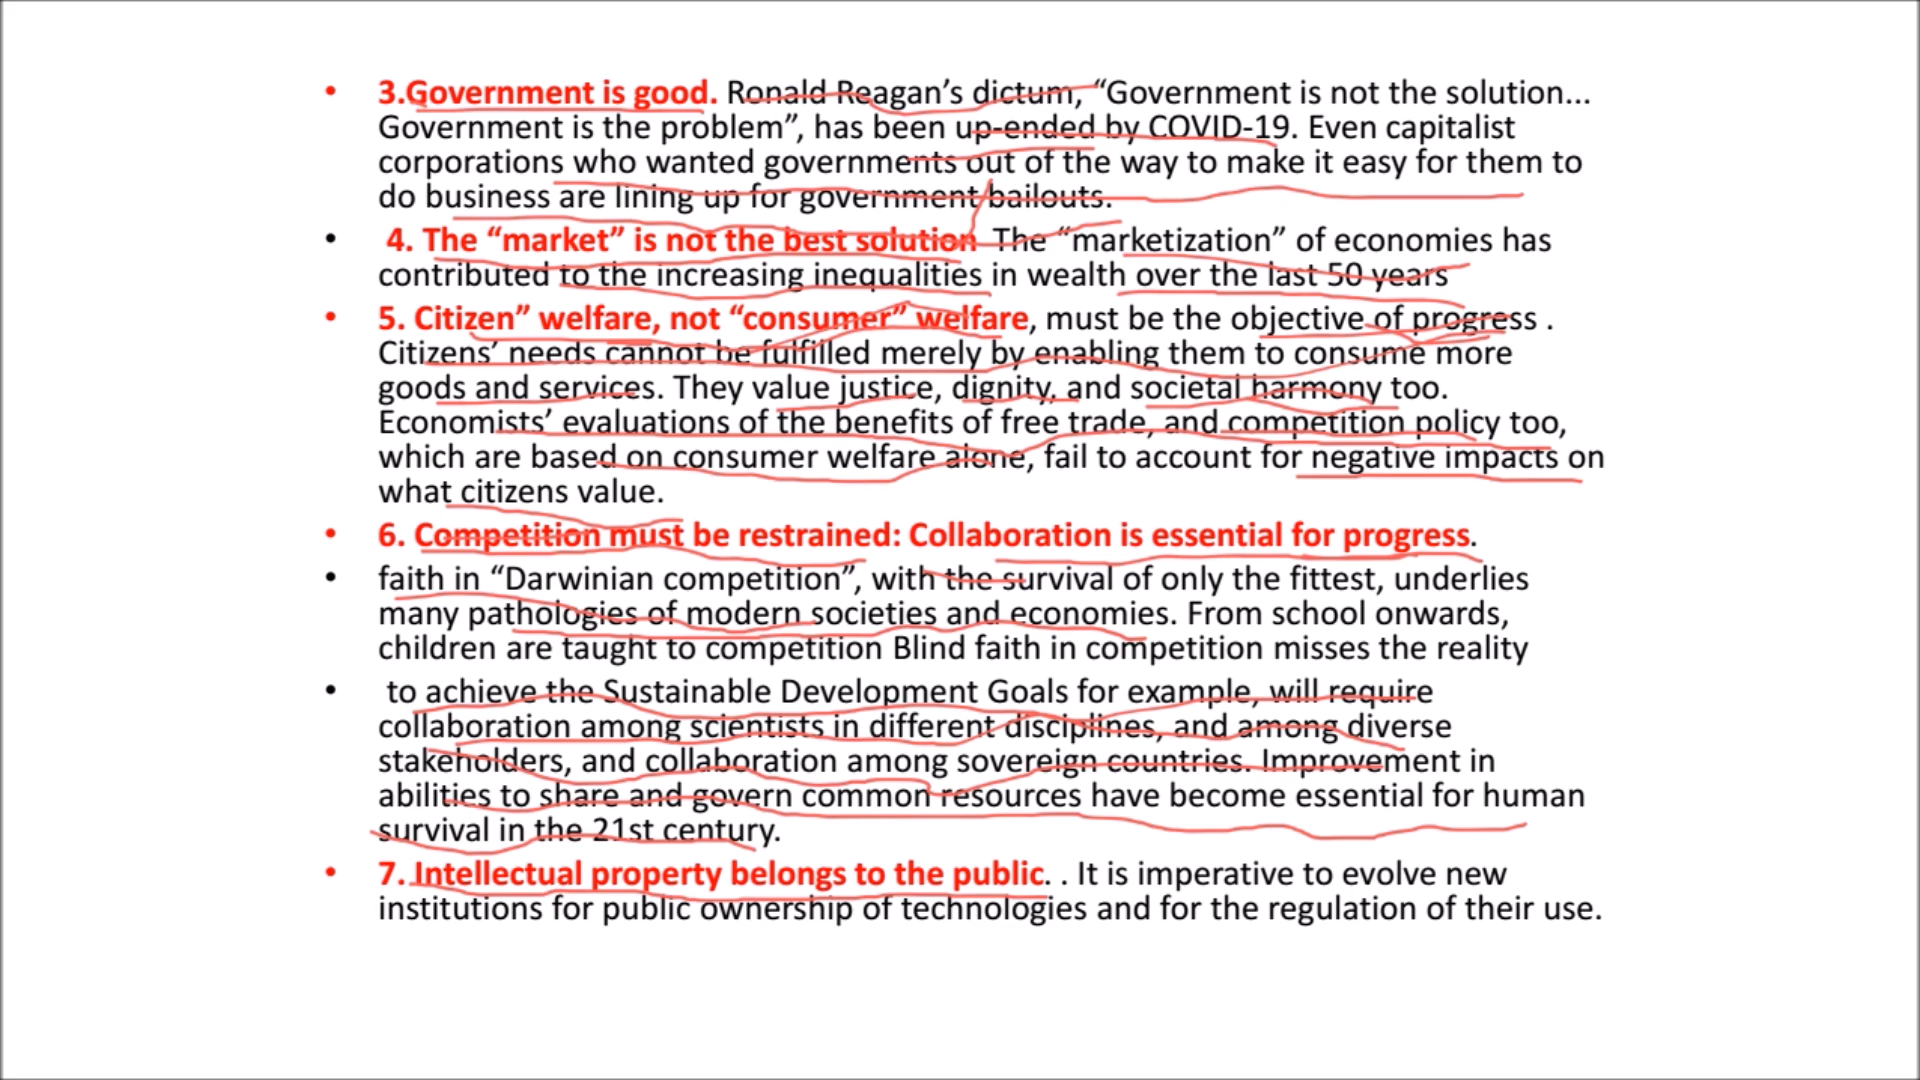 • 3.Government is good. Ronald Reagan’s dictum, “Government is not the solution...
Government is the problem”, has been up-ended by COVID-19. Even capitalist
corporations who wanted governments out of the way to make it easy for them to
do business are lining up for government bailouts.
• 4. The “market” is not the best solution The “marketization” of economies has
contributed to the increasing inequalities in wealth over the last 50 years
• 5. Citizen” welfare, not “consumer” welfare, must be the objective of progress .
Citizens’ needs cannot be fulfilled merely by enabling them to consume more
goods and services. They value justice, dignity, and societal harmony too.
Economists’ evaluations of the benefits of free trade, and competition policy too,
which are based on consumer welfare alone, fail to account for negative impacts on
what citizens value.
• 6. Competition must be restrained: Collaboration is essential for progress.
• faith in “Darwinian competition”, with the survival of only the fittest, underlies
many pathologies of modern societies and economies. From school onwards,
children are taught to competition Blind faith in competition misses the reality
• to achieve the Sustainable Development Goals for example, will require
collaboration among scientists in different disciplines, and among diverse
stakeholders, and collaboration among sovereign countries. Improvement in
abilities to share and govern common resources have become essential for human
survival in the 21st century.
• 7. Intellectual property belongs to the public. . It is imperative to evolve new
institutions for public ownership of technologies and for the regulation of their use.